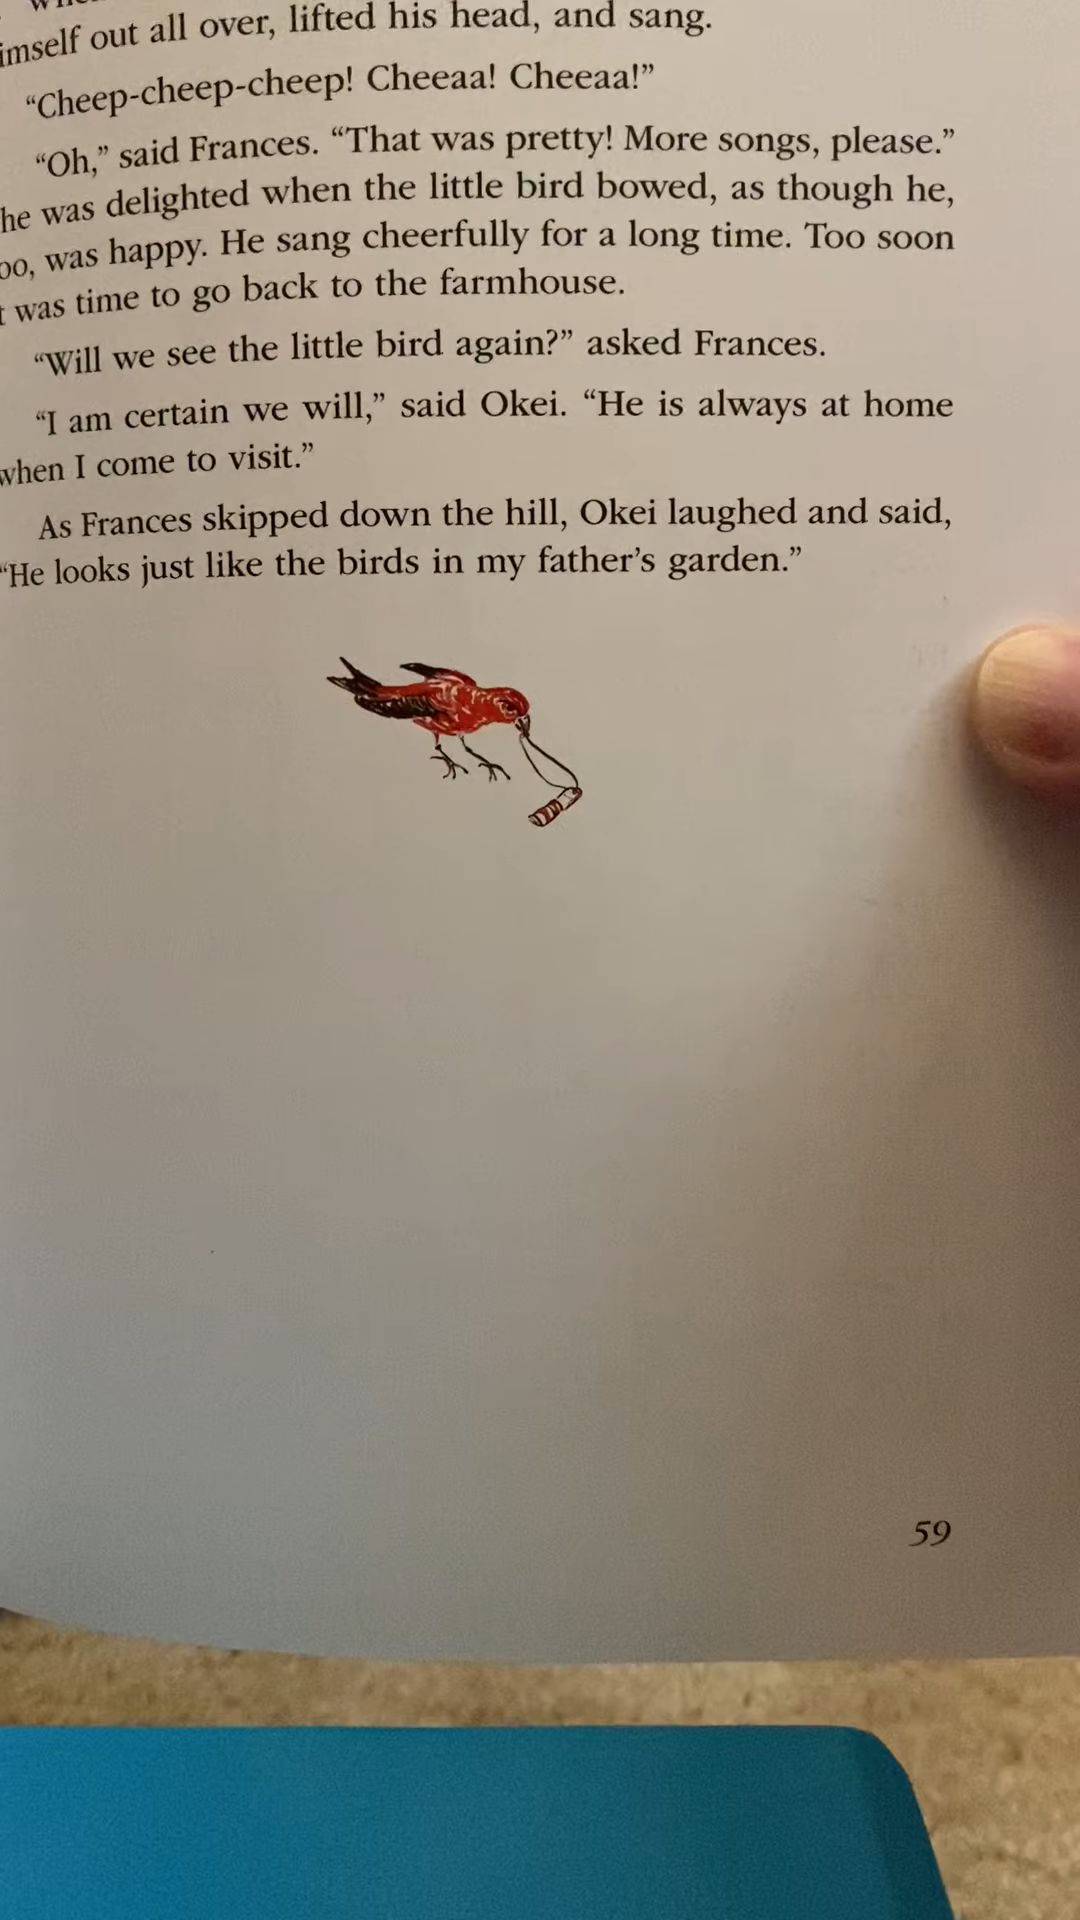 imself out all over, lifted his head, and sang.
“Cheep-cheep-cheep! Cheeaa! Cheeaa!”
“Oh,” said Frances. “That was pretty! More songs, please.”
he was delighted when the little bird bowed, as though he,
oo, was happy. He sang cheerfully for a long time. Too soon
t was time to go back to the farmhouse.
“Will we see the little bird again?” asked Frances.
“I am certain we will,” said Okei. “He is always at home
when I come to visit.”
As Frances skipped down the hill, Okei laughed and said,
“He looks just like the birds in my father’s garden.”
59